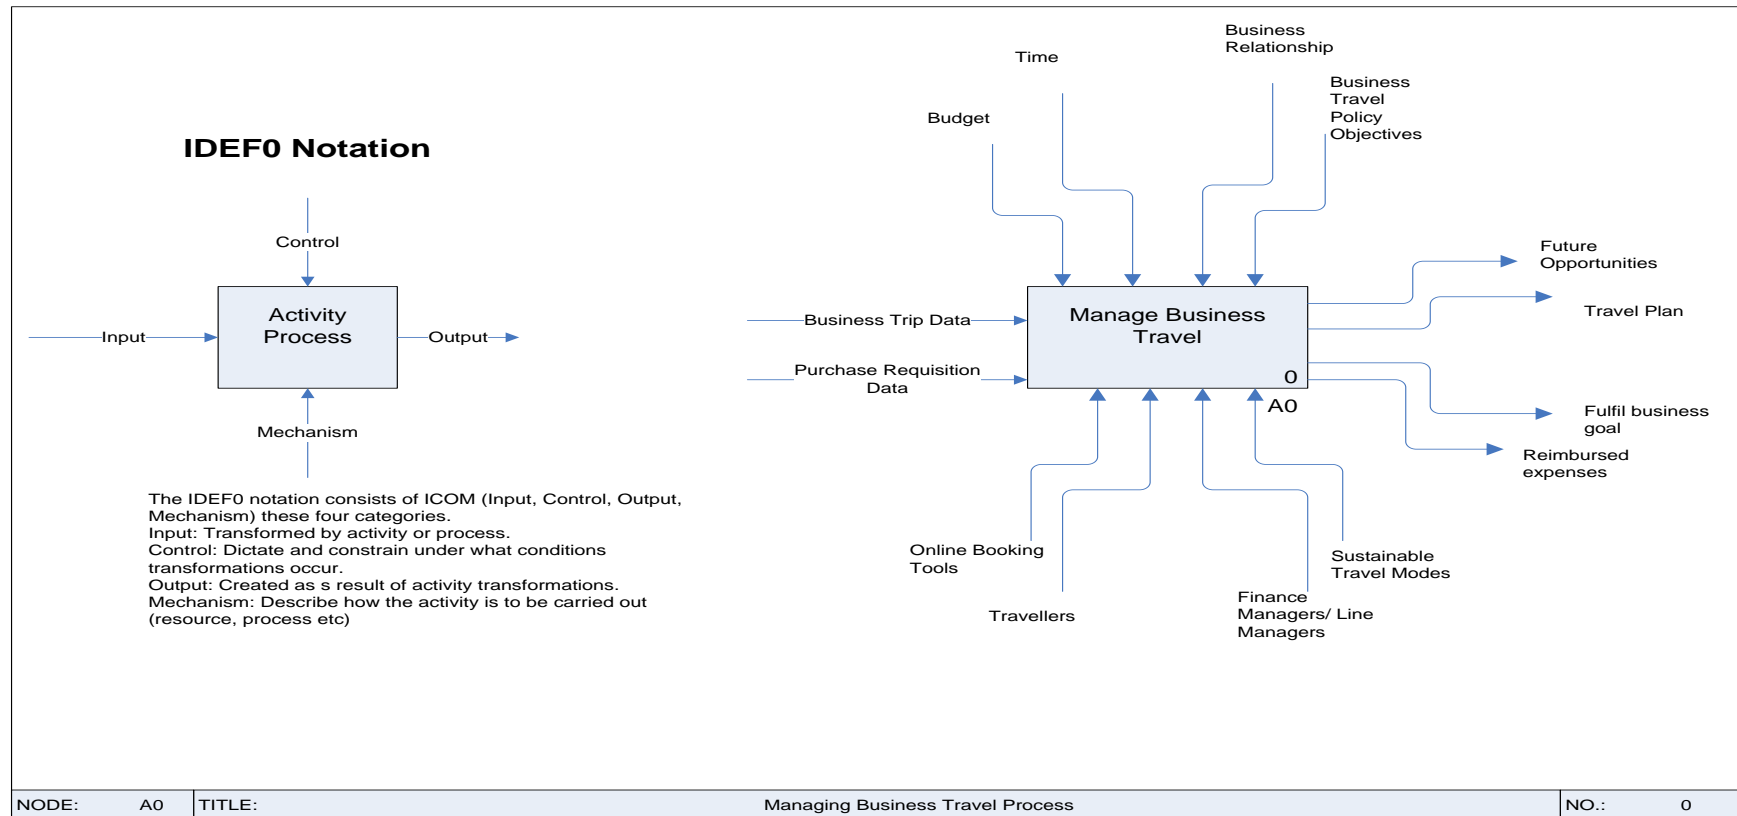 IDEF0 Notation
Control
Activity
Process
Input
Output
Mechanism
The IDEF0 notation consists of ICOM (Input, Control, Output,
Mechanism) these four categories.
Input: Transformed by activity or process.
Control: Dictate and constrain under what conditions
transformations occur.
Output: Created as s result of activity transformations.
Mechanism: Describe how the activity is to be carried out
(resource, process etc)
Budget
Time
Business
Relationship
Business
Travel
Policy
Objectives
Business Trip Data
Purchase Requisition
Data
Manage Business
Travel
0
A0
Future
Opportunities
Travel Plan
Fulfil business
goal
Reimbursed
expenses
Online Booking
Tools
Travellers
Finance
Managers/ Line
Managers
Sustainable
Travel Modes
NODE: A0 TITLE: Managing Business Travel Process NO.: 0